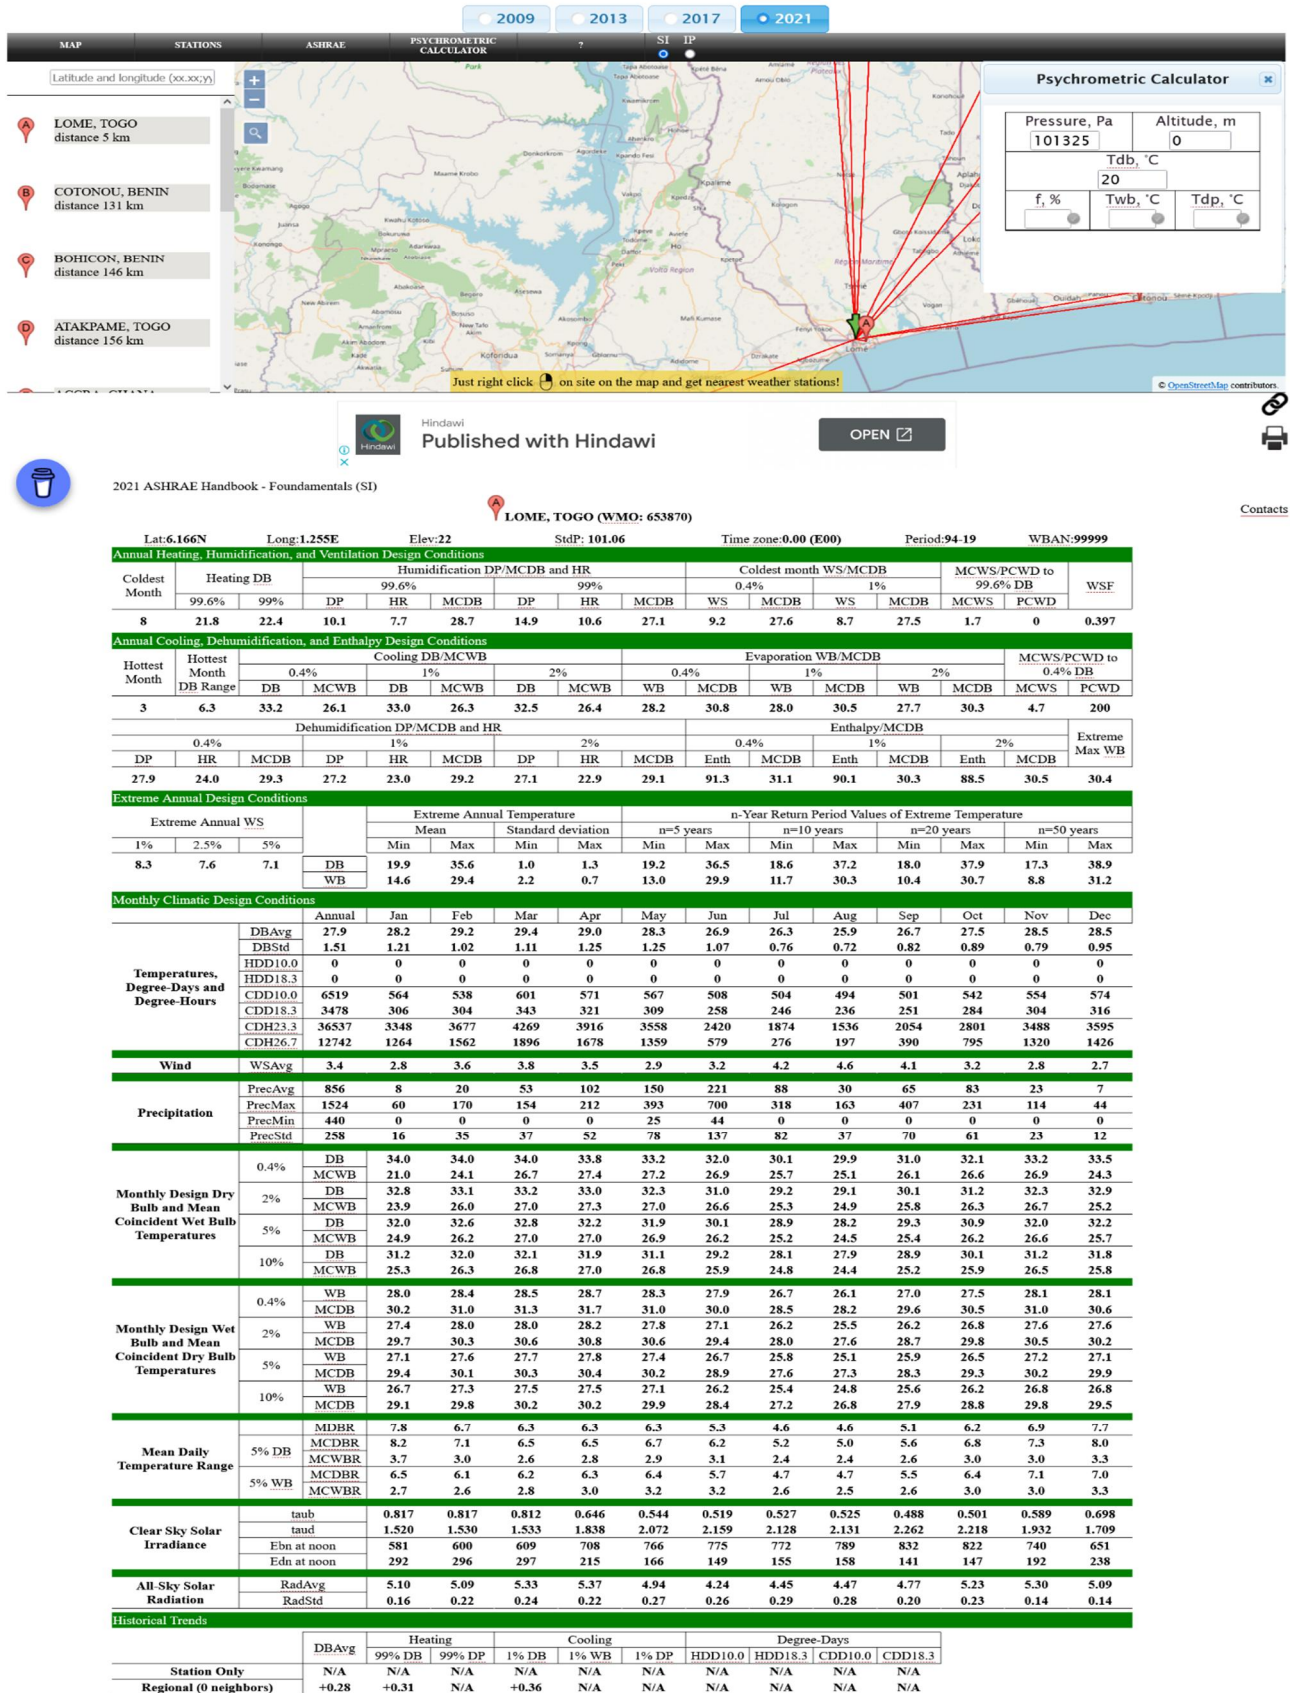 2009 2013 2017 2021
MAP STATIONS ASHRAE PSYCHROMETRIC CALCULATOR ? SI IP
Latitude and longitude (xx.xx;y)
LOME, TOGO
distance 5 km
COTONOU, BENIN
distance 131 km
BOHICON, BENIN
distance 146 km
ATAKPAME, TOGO
distance 156 km
Psychrometric Calculator
Pressure, Pa Altitude, m
101325 0
Tdb, °C
20
f, % Twb, °C Tdp, °C
Just right click on site on the map and get nearest weather stations!
© OpenStreetMap contributors.
Hindawi
Published with Hindawi
OPEN
Contacts
2021 ASHRAE Handbook - Foundamentals (SI)
A LOME, TOGO (WMO: 653870)
Lat:6.166N Long:1.255E Elev:22 StdP: 101.06 Time zone:0.00 (E00) Period:94-19 WBAN:99999
Annual Heating, Humidification, and Ventilation Design Conditions
Coldest Month Heating DB Humidification DP/MCDB and HR Coldest month WS/MCDB MCWS/PCWD to 99.6% DB WSF
99.6% 99% 0.4% 1%
99.6% 99% DP HR MCDB DP HR MCDB WS MCDB WS MCDB MCWS PCWD
8 21.8 22.4 10.1 7.7 28.7 14.9 10.6 27.1 9.2 27.6 8.7 27.5 1.7 0 0.397
Annual Cooling, Dehumidification, and Enthalpy Design Conditions
Hottest Month Hottest Month DB Range Cooling DB/MCWB Evaporation WB/MCDB MCWS/PCWD to 0.4% DB
0.4% 1% 2% 0.4% 1% 2%
DB MCWB DB MCWB DB MCWB WB MCDB WB MCDB WB MCDB MCWS PCWD
3 6.3 33.2 26.1 33.0 26.3 32.5 26.4 28.2 30.8 28.0 30.5 27.7 30.3 4.7 200
Dehumidification DP/MCDB and HR Enthalpy/MCDB Extreme Max WB
0.4% 1% 2% 0.4% 1% 2%
DP HR MCDB DP HR MCDB DP HR MCDB Enth MCDB Enth MCDB Enth MCDB
27.9 24.0 29.3 27.2 23.0 29.2 27.1 22.9 29.1 91.3 31.1 90.1 30.3 88.5 30.5 30.4
Extreme Annual Design Conditions
Extreme Annual WS Extreme Annual Temperature n-Year Return Period Values of Extreme Temperature
Mean Standard deviation n=5 years n=10 years n=20 years n=50 years
1% 2.5% 5% Min Max Min Max Min Max Min Max Min Max Min Max
8.3 7.6 7.1 DB 19.9 35.6 1.0 1.3 19.2 36.5 18.6 37.2 18.0 37.9 17.3 38.9
WB 14.6 29.4 2.2 0.7 13.0 29.9 11.7 30.3 10.4 30.7 8.8 31.2
Monthly Climatic Design Conditions
Annual Jan Feb Mar Apr May Jun Jul Aug Sep Oct Nov Dec
Temperatures, Degree-Days and Degree-Hours
DBAvg 27.9 28.2 29.2 29.4 29.0 28.3 26.9 26.3 25.9 26.7 27.5 28.5 28.5
DBStd 1.51 1.21 1.02 1.11 1.25 1.25 1.07 0.76 0.72 0.82 0.89 0.79 0.95
HDD10.0 0 0 0 0 0 0 0 0 0 0 0 0 0
HDD18.3 0 0 0 0 0 0 0 0 0 0 0 0 0
CDD10.0 6519 564 538 601 571 567 508 504 494 501 542 554 574
CDD18.3 3478 306 304 343 321 309 258 246 236 251 284 304 316
CDH23.3 36537 3348 3677 4269 3916 3558 2420 1874 1536 2054 2801 3488 3595
CDH26.7 12742 1264 1562 1896 1678 1359 579 276 197 390 795 1320 1426
Wind WSAvg 3.4 2.8 3.6 3.8 3.5 2.9 3.2 4.2 4.6 4.1 3.2 2.8 2.7
Precipitation
PrecAvg 856 8 20 53 102 150 221 88 30 65 83 23 7
PrecMax 1524 60 170 154 212 393 700 318 163 407 231 114 44
PrecMin 440 0 0 0 0 25 44 0 0 0 0 0 0
PrecStd 258 16 35 37 52 78 137 82 37 70 61 23 12
Monthly Design Dry Bulb and Mean Coincident Wet Bulb Temperatures
0.4% DB 34.0 34.0 34.0 33.8 33.2 32.0 30.1 29.9 31.0 32.1 33.2 33.5
MCWB 21.0 24.1 26.7 27.4 27.2 26.9 25.7 25.1 26.1 26.6 26.9 24.3
2% DB 32.8 33.1 33.2 33.0 32.3 31.0 29.2 29.1 30.1 31.2 32.3 32.9
MCWB 23.9 26.0 27.0 27.3 27.0 26.6 25.3 24.9 25.8 26.3 26.7 25.2
5% DB 32.0 32.6 32.8 32.2 31.9 30.1 28.9 28.2 29.3 30.9 32.0 32.2
MCWB 24.9 26.2 27.0 27.0 26.9 26.2 25.2 24.5 25.4 26.2 26.6 25.7
10% DB 31.2 32.0 32.1 31.9 31.1 29.2 28.1 27.9 28.9 30.1 31.2 31.8
MCWB 25.3 26.3 26.8 27.0 26.8 25.9 24.8 24.4 25.2 25.9 26.5 25.8
Monthly Design Wet Bulb and Mean Coincident Dry Bulb Temperatures
0.4% WB 28.0 28.4 28.5 28.7 28.3 27.9 26.7 26.1 27.0 27.5 28.1 28.1
MCDB 30.2 31.0 31.3 31.7 31.0 30.0 28.5 28.2 29.6 30.5 31.0 30.6
2% WB 27.4 28.0 28.0 28.2 27.8 27.1 26.2 25.5 26.2 26.8 27.6 27.6
MCDB 29.7 30.3 30.6 30.8 30.6 29.4 28.0 27.6 28.7 29.8 30.5 30.2
5% WB 27.1 27.6 27.7 27.8 27.4 26.7 25.8 25.1 25.9 26.5 27.2 27.1
MCDB 29.4 30.1 30.3 30.4 30.2 28.9 27.6 27.3 28.3 29.3 30.2 29.9
10% WB 26.7 27.3 27.5 27.5 27.1 26.2 25.4 24.8 25.6 26.2 26.8 26.8
MCDB 29.1 29.8 30.2 30.2 29.9 28.4 27.2 26.8 27.9 28.8 29.8 29.5
Mean Daily Temperature Range
MDBR 7.8 6.7 6.3 6.3 6.3 5.3 4.6 4.6 5.1 6.2 6.9 7.7
5% DB MCDBR 8.2 7.1 6.5 6.5 6.7 6.2 5.2 5.0 5.6 6.8 7.3 8.0
MCWBR 3.7 3.0 2.6 2.8 2.9 3.1 2.4 2.4 2.6 3.0 3.0 3.3
5% WB MCDBR 6.5 6.1 6.2 6.3 6.4 5.7 4.7 4.7 5.5 6.4 7.1 7.0
MCWBR 2.7 2.6 2.8 3.0 3.2 3.2 2.6 2.5 2.6 3.0 3.0 3.3
Clear Sky Solar Irradiance
taub 0.817 0.817 0.812 0.646 0.544 0.519 0.527 0.525 0.488 0.501 0.589 0.698
taud 1.520 1.530 1.533 1.838 2.072 2.159 2.128 2.131 2.262 2.218 1.932 1.709
Ebn at noon 581 600 609 708 766 775 772 789 832 822 740 651
Edn at noon 292 296 297 215 166 149 155 158 141 147 192 238
All-Sky Solar Radiation
RadAvg 5.10 5.09 5.33 5.37 4.94 4.24 4.45 4.47 4.77 5.23 5.30 5.09
RadStd 0.16 0.22 0.24 0.22 0.27 0.26 0.29 0.28 0.20 0.23 0.14 0.14
Historical Trends
DBAvg Heating Cooling Degree-Days
99% DB 99% DP 1% DB 1% WB 1% DP HDD10.0 HDD18.3 CDD10.0 CDD18.3
Station Only N/A N/A N/A N/A N/A N/A N/A N/A N/A N/A
Regional (0 neighbors) +0.28 +0.31 N/A +0.36 N/A N/A N/A N/A N/A N/A